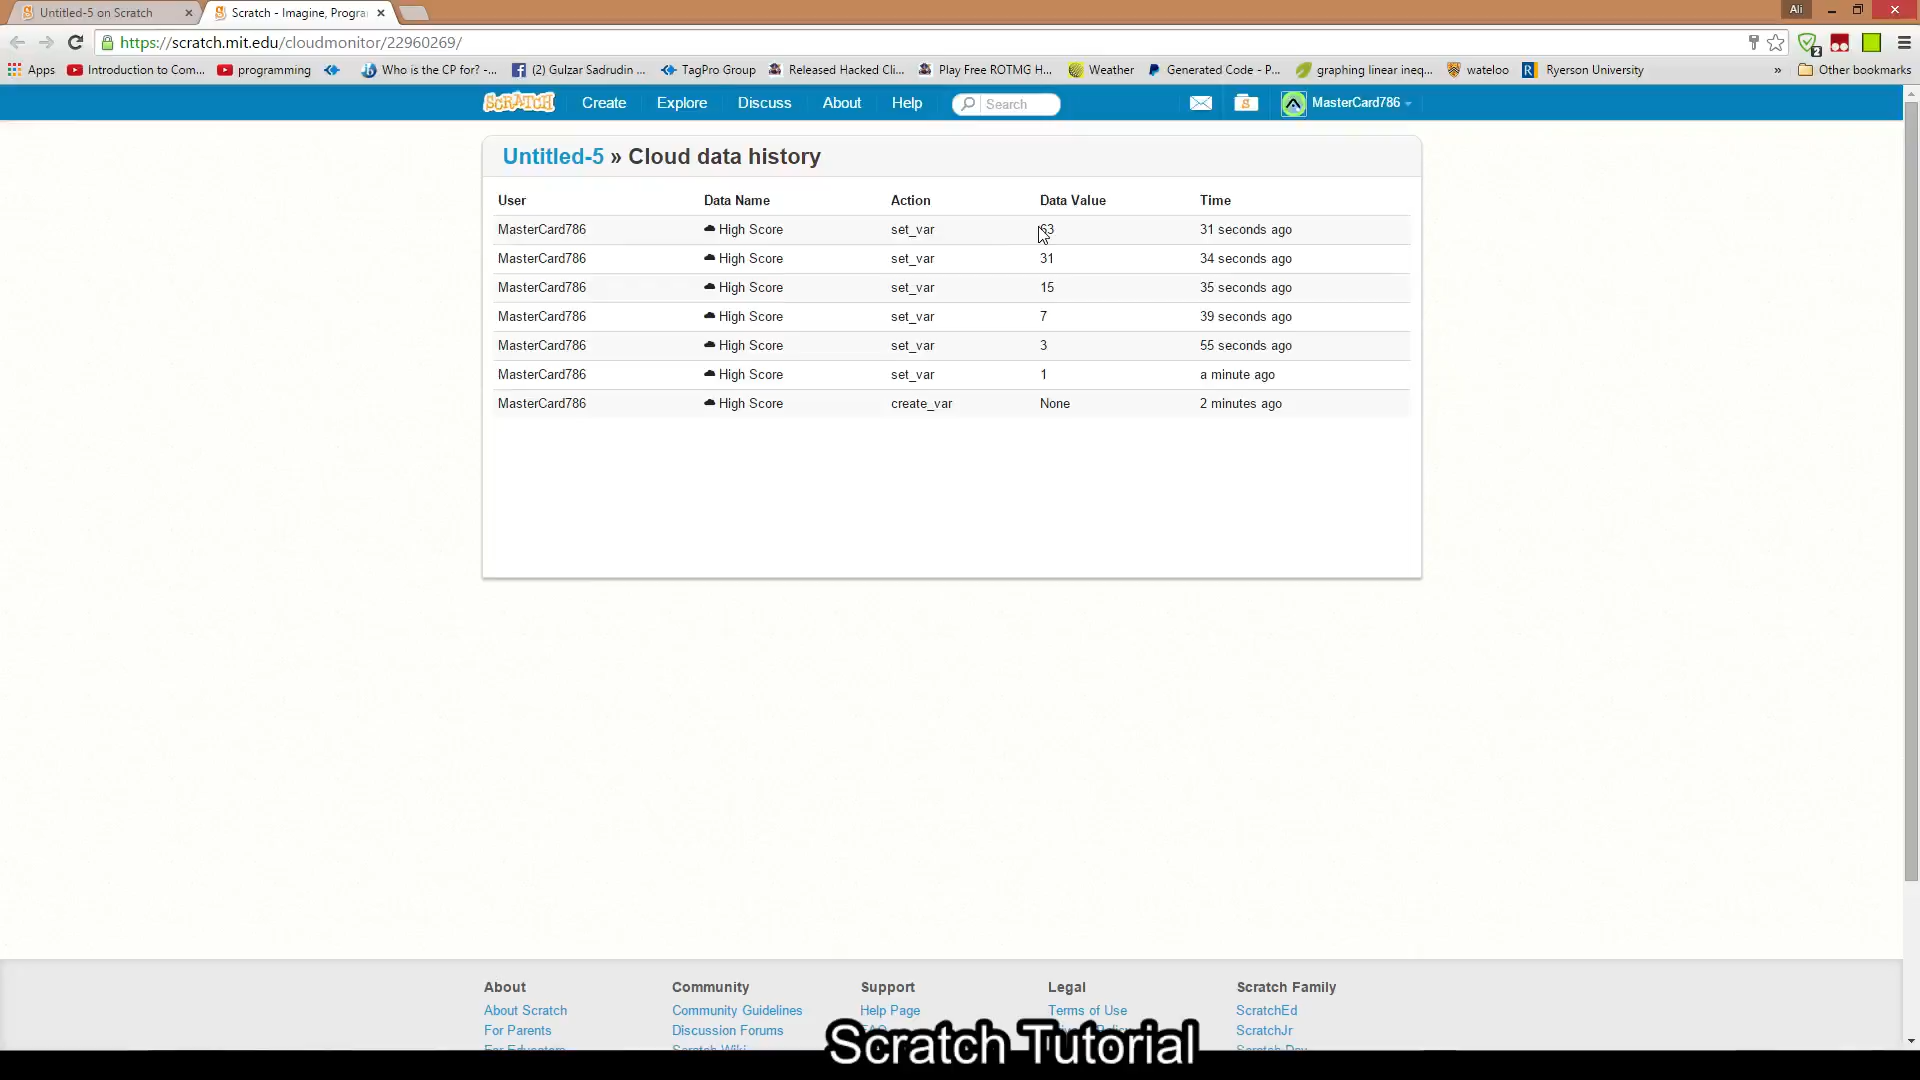 Untitled-5 on Scratch
Scratch - Imagine, Progra
Ali
https://scratch.mit.edu/cloudmonitor/22960269/
2
Apps
Introduction to Com...
programming
Who is the CP for? -...
(2) Gulzar Sadrudin ...
TagPro Group
Released Hacked Cli...
Play Free ROTMG H...
Weather
Generated Code - P...
graphing linear ineq...
wateloo
Ryerson University
»
Other bookmarks
SCRATCH
Create
Explore
Discuss
About
Help
Search
MasterCard786
Untitled-5 » Cloud data history
User Data Name Action Data Value Time
MasterCard786 High Score set_var 63 31 seconds ago
MasterCard786 High Score set_var 31 34 seconds ago
MasterCard786 High Score set_var 15 35 seconds ago
MasterCard786 High Score set_var 7 39 seconds ago
MasterCard786 High Score set_var 3 55 seconds ago
MasterCard786 High Score set_var 1 a minute ago
MasterCard786 High Score create_var None 2 minutes ago
About Community Support Legal Scratch Family
About Scratch Community Guidelines Help Page Terms of Use ScratchEd
For Parents Discussion Forums ScratchJr
Scratch Tutorial